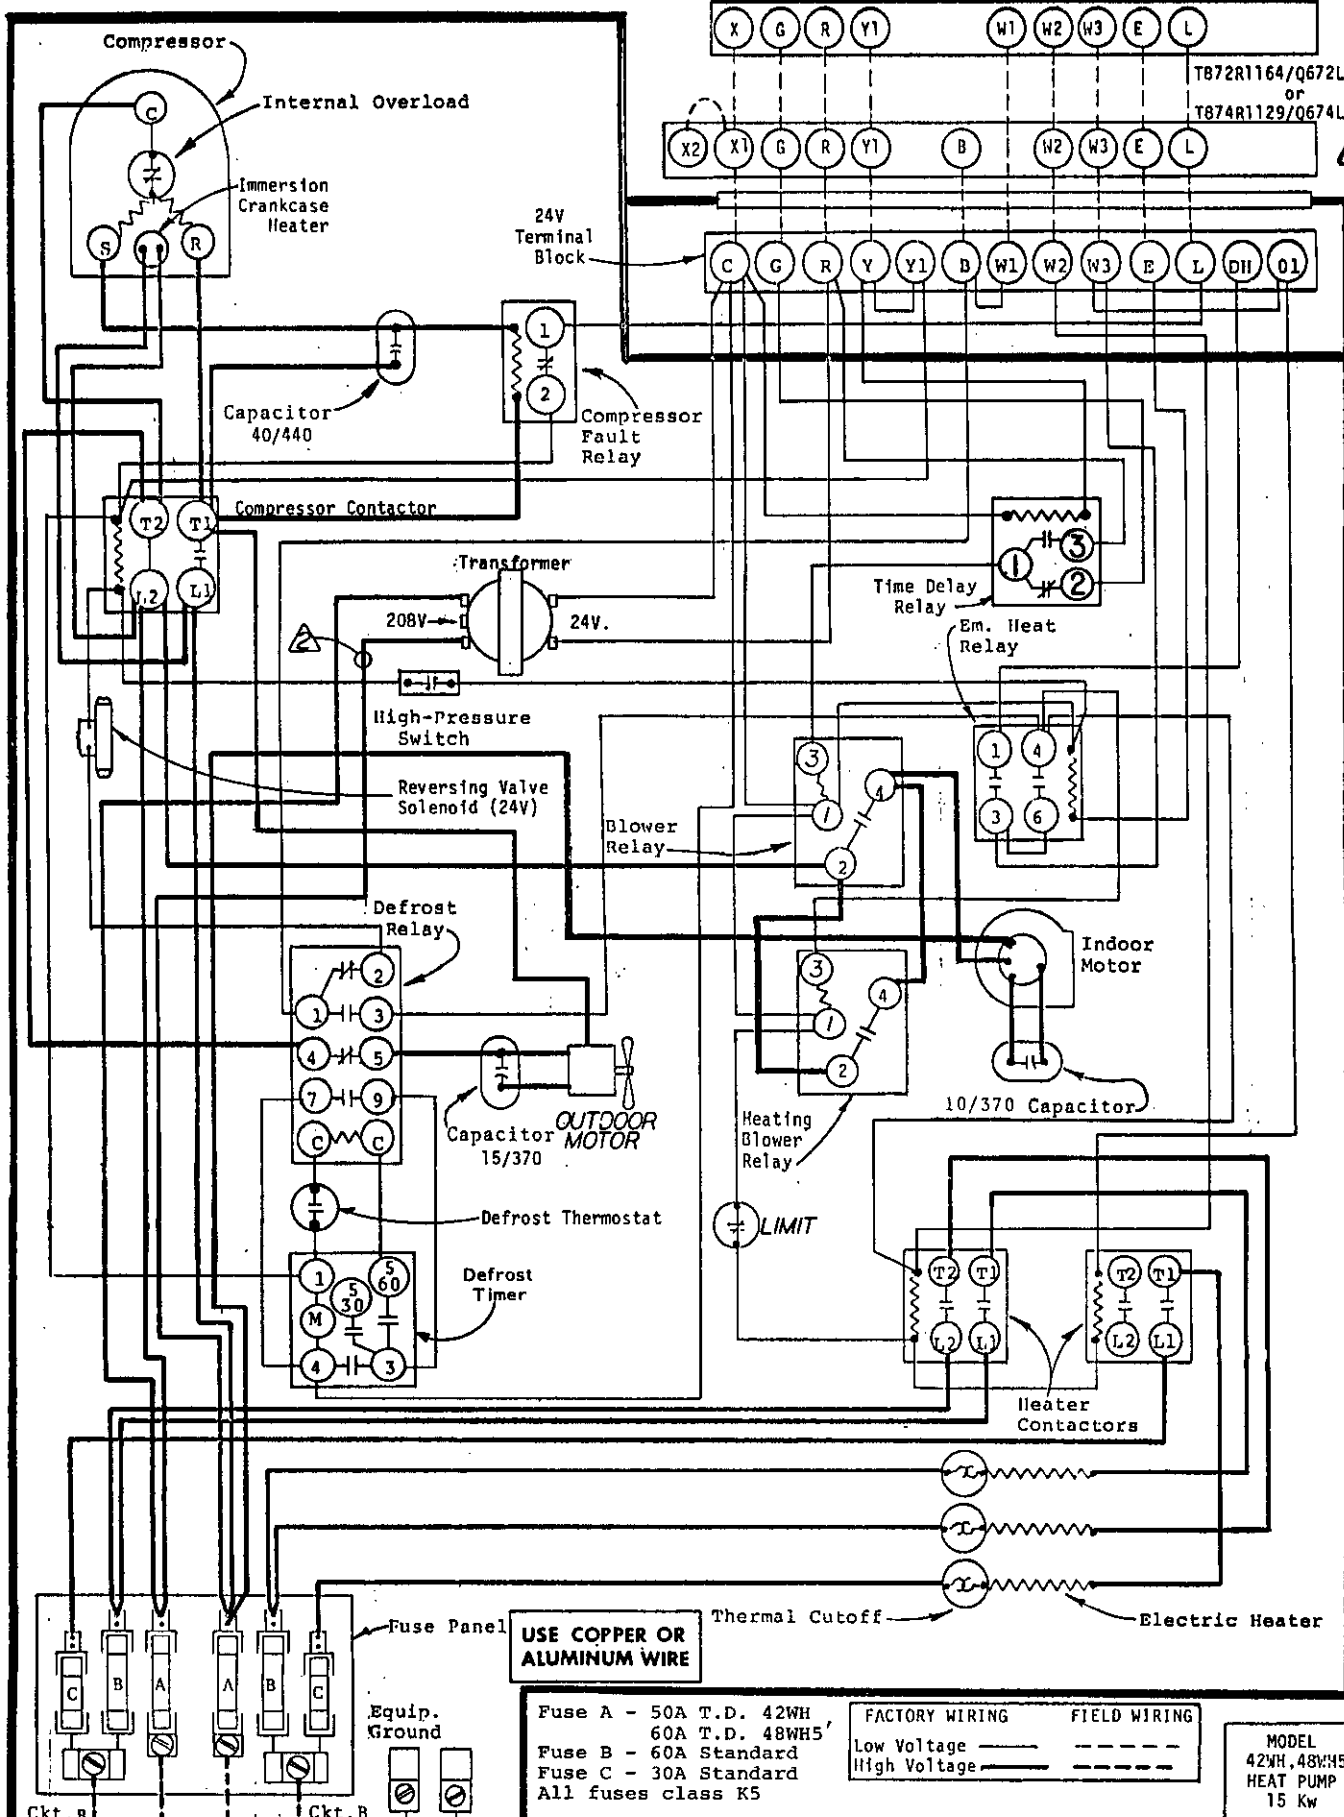 Compressor
X G R Y1 W1 W2 W3 E L
T872R1164/Q672L
or
T874R1129/Q674L
C
Internal Overload
X2 X1 G R Y1 B W2 W3 E L
Immersion
Crankcase
Heater
S R
24V
Terminal
Block
C G R Y Y1 B W1 W2 W3 E L DH O1
1
2
Capacitor
40/440
Compressor
Fault
Relay
Compressor Contactor
T2 T1
L2 L1
Transformer
208V
24V.
2
3
1
2
Time Delay
Relay
Em. Heat
Relay
High-Pressure
Switch
Reversing Valve
Solenoid (24V)
1 4
3 6
3
4
1
2
Blower
Relay
Defrost
Relay
2
1 3
4 5
7 9
C C
Indoor
Motor
3
4
1
2
10/370 Capacitor
Capacitor
15/370
OUTDOOR
MOTOR
Heating
Blower
Relay
Defrost Thermostat
LIMIT
1
5
30
5
60
M
4 3
Defrost
Timer
T2 T1
L2 L1
T2 T1
L2 L1
Heater
Contactors
Thermal Cutoff
Electric Heater
Fuse Panel
USE COPPER OR
ALUMINUM WIRE
C B A A B C
Equip.
Ground
Fuse A - 50A T.D. 42WH
60A T.D. 48WH5
Fuse B - 60A Standard
Fuse C - 30A Standard
All fuses class K5
FACTORY WIRING FIELD WIRING
Low Voltage
High Voltage
MODEL
42WH,48WH5
HEAT PUMP
15 Kw
Ckt. B
Ckt. B